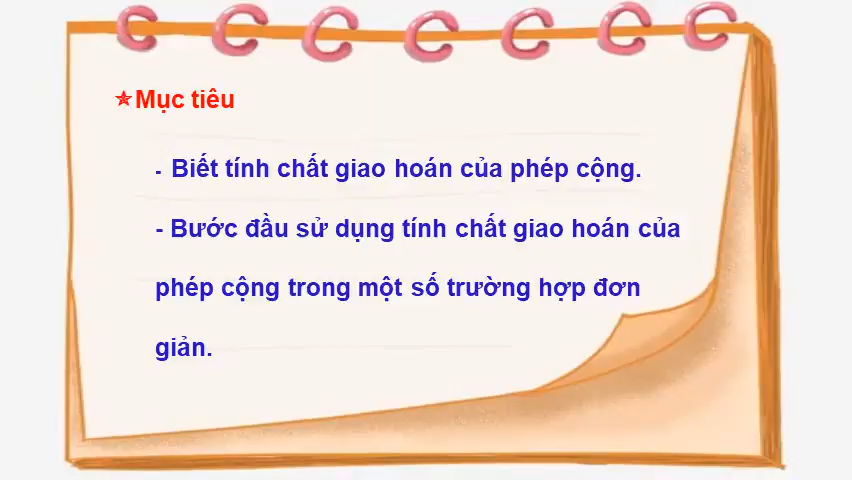 ✯Mục tiêu
- Biết tính chất giao hoán của phép cộng.
- Bước đầu sử dụng tính chất giao hoán của
phép cộng trong một số trường hợp đơn
giản.